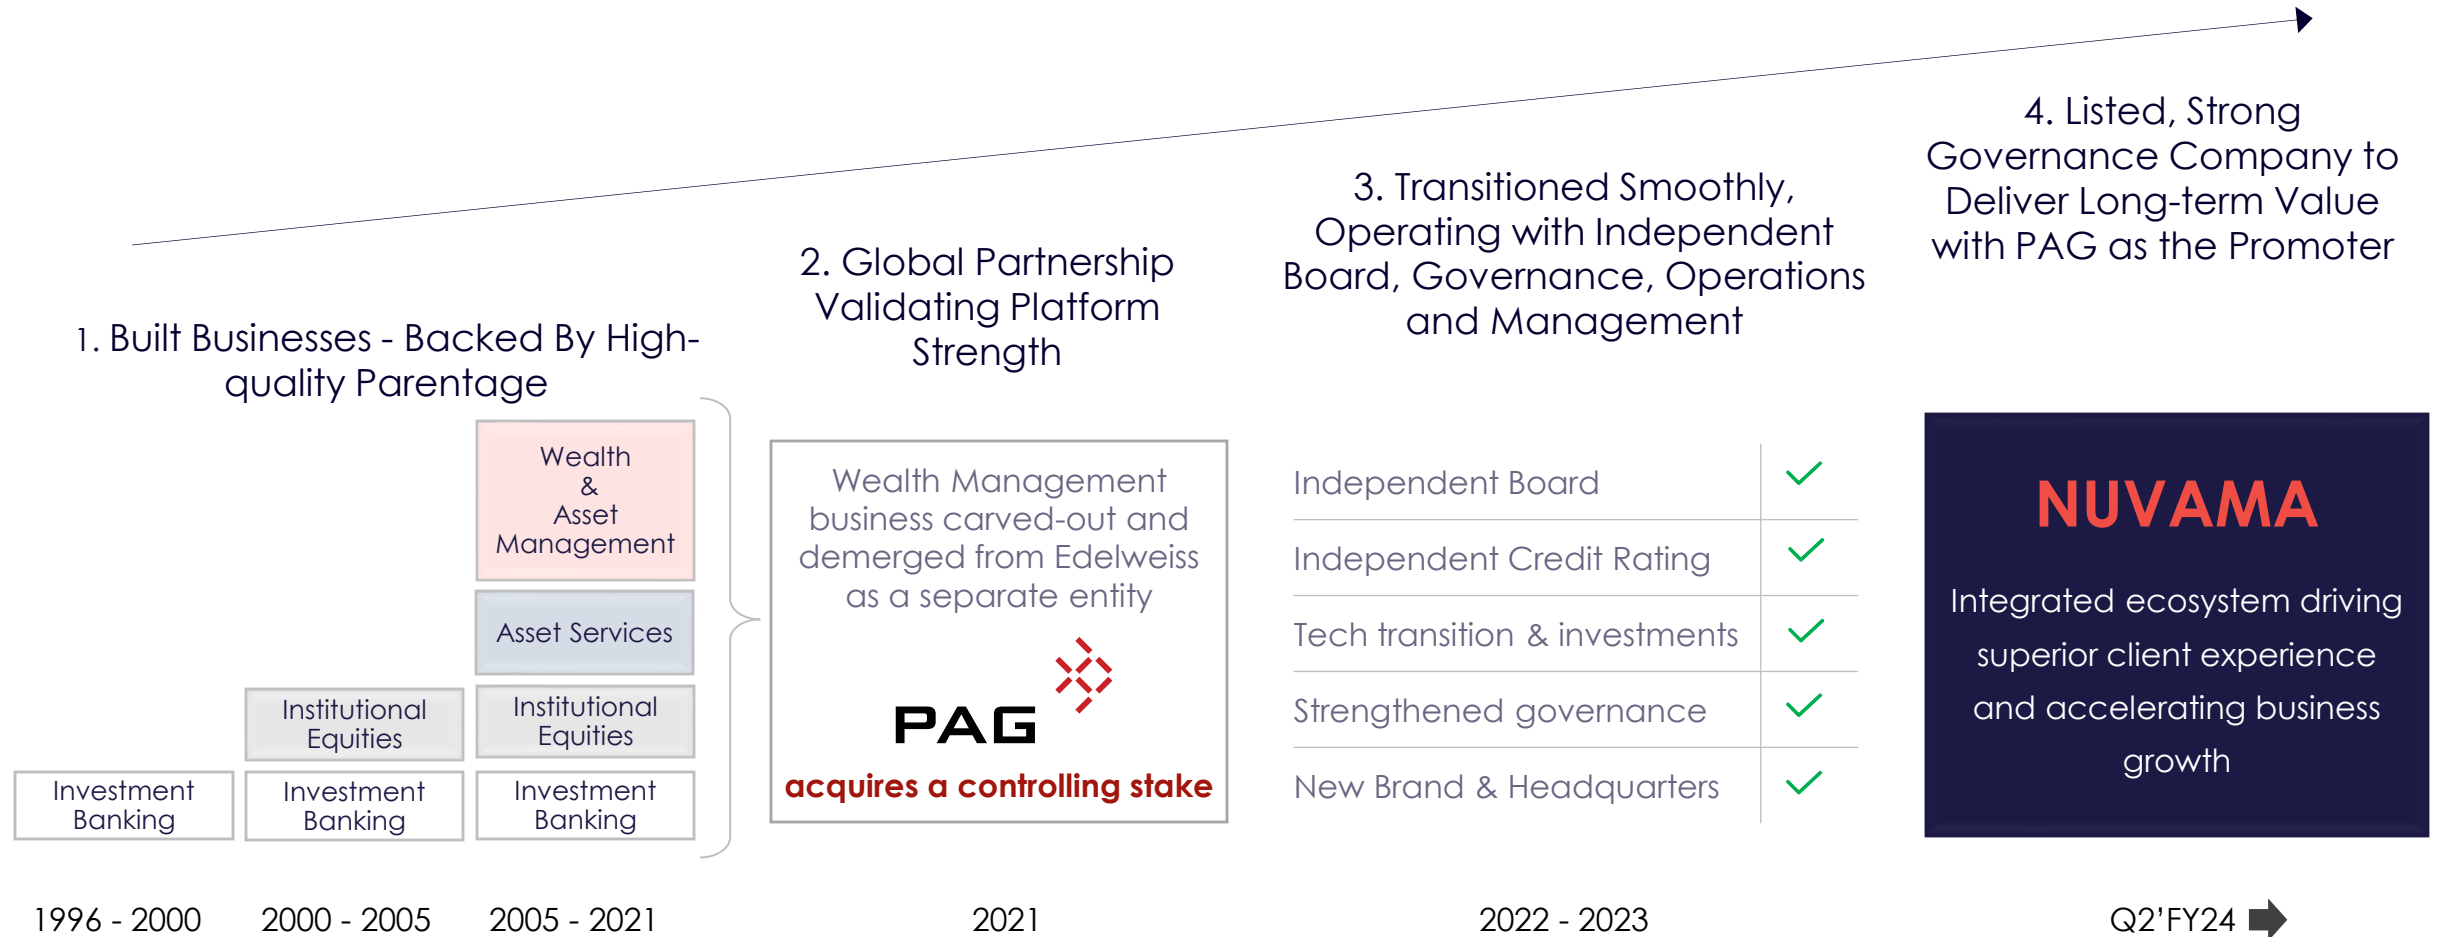 1. Built Businesses - Backed By High-
quality Parentage
Wealth
&
Asset
Management
Asset Services
Institutional
Equities
Institutional
Equities
Investment
Banking
Investment
Banking
Investment
Banking
1996 - 2000
2000 - 2005
2005 - 2021
2. Global Partnership
Validating Platform
Strength
Wealth Management
business carved-out and
demerged from Edelweiss
as a separate entity
PAG
acquires a controlling stake
2021
3. Transitioned Smoothly,
Operating with Independent
Board, Governance, Operations
and Management
Independent Board
Independent Credit Rating
Tech transition & investments
Strengthened governance
New Brand & Headquarters
2022 - 2023
4. Listed, Strong
Governance Company to
Deliver Long-term Value
with PAG as the Promoter
NUVAMA
Integrated ecosystem driving
superior client experience
and accelerating business
growth
Q2’FY24